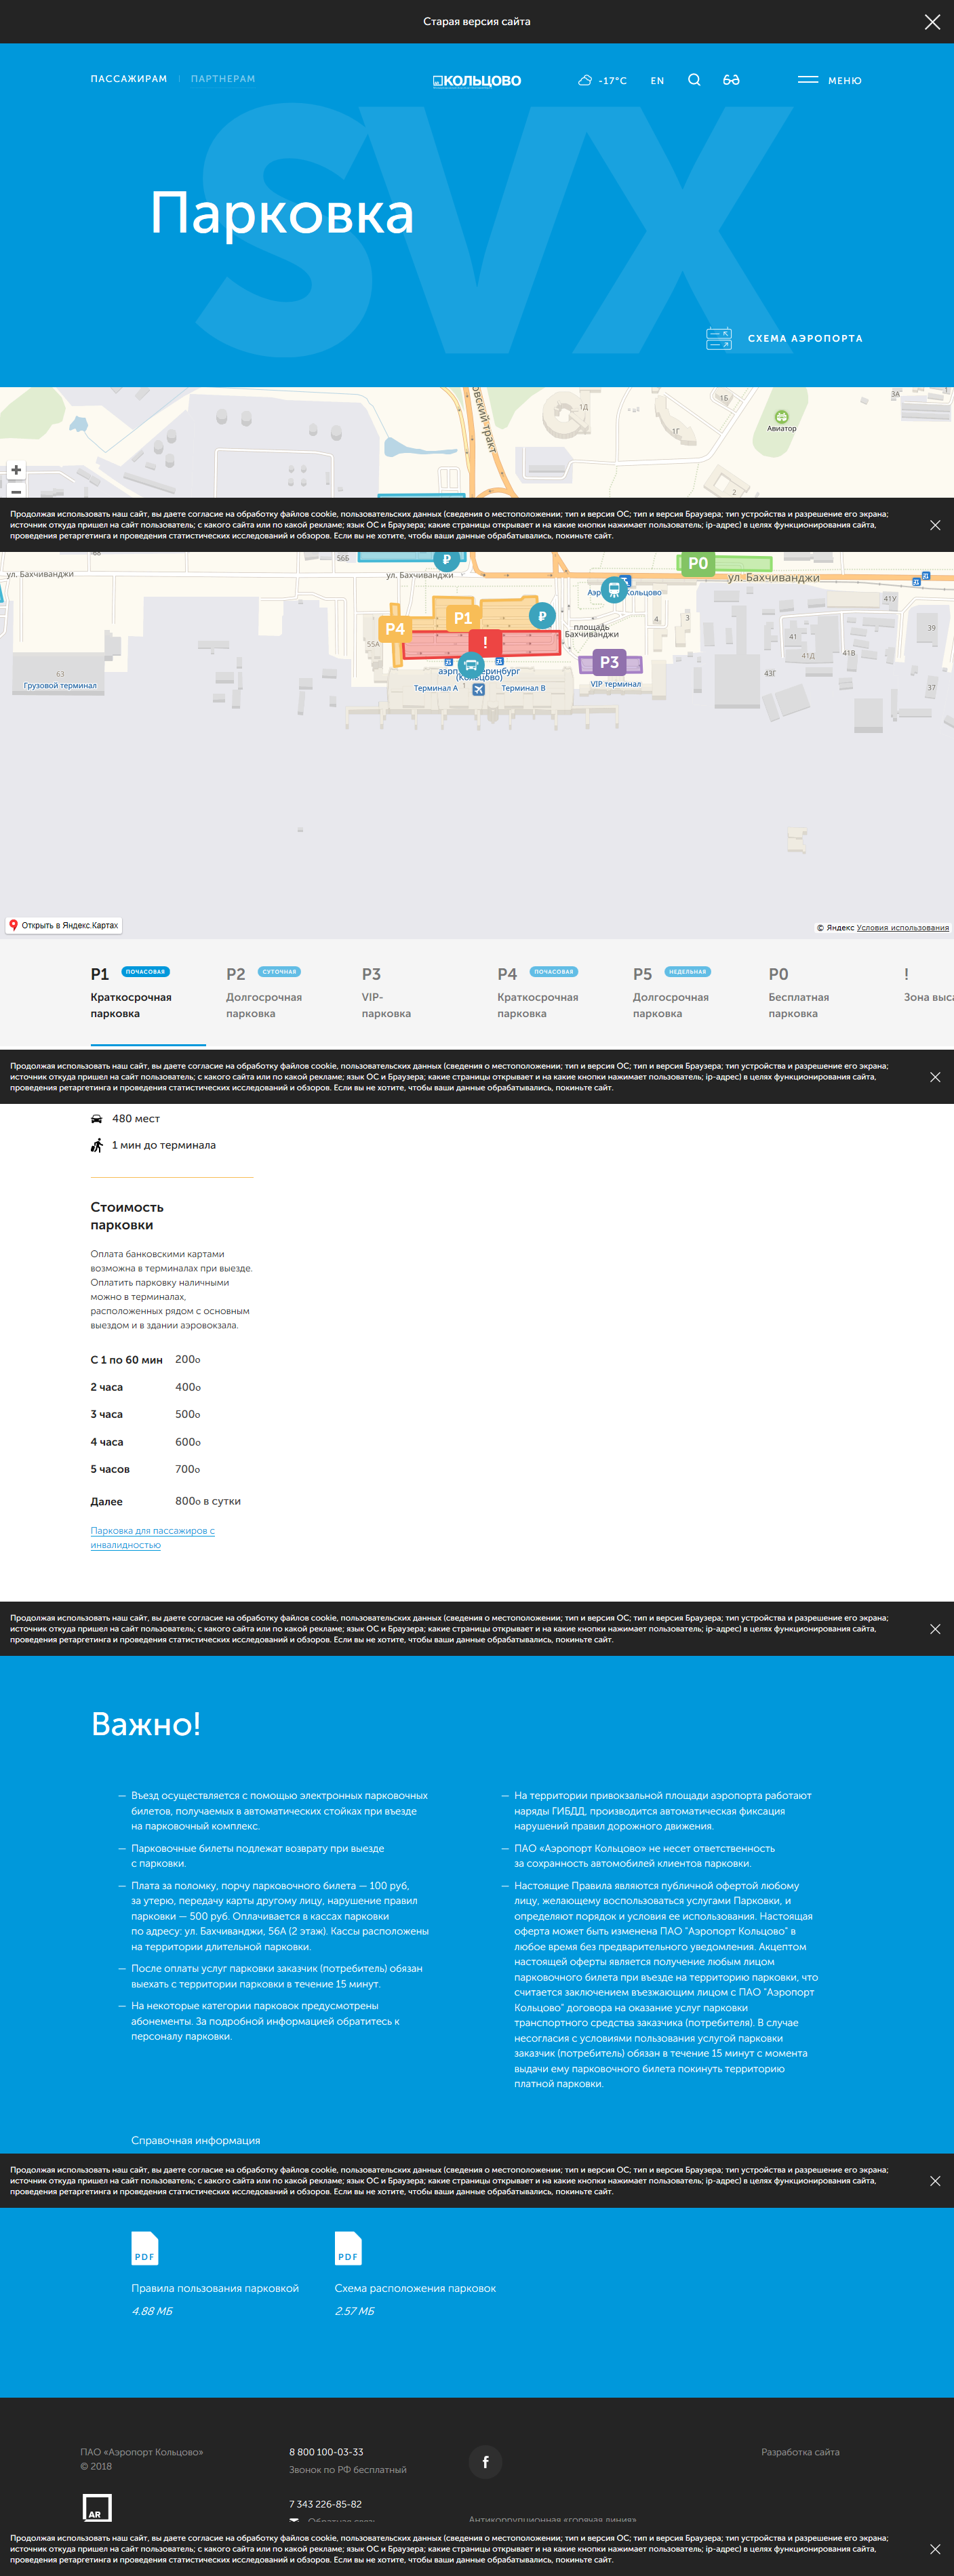 Старая версия сайта
ПАССАЖИРАМ
ПАРТНЕРАМ
КОЛЬЦОВО
-17°C
EN
МЕНЮ
SVX
Парковка
СХЕМА АЭРОПОРТА
овский тракт
1Д
1Г
1Б
3А
Авиатор
2
Продолжая использовать наш сайт, вы даете согласие на обработку файлов cookie, пользовательских данных (сведения о местоположении; тип и версия ОС; тип и версия Браузера; тип устройства и разрешение его экрана;
источник откуда пришел на сайт пользователь; с какого сайта или по какой рекламе; язык ОС и Браузера; какие страницы открывает и на какие кнопки нажимает пользователь; ip-адрес) в целях функционирования сайта,
проведения ретаргетинга и проведения статистических исследований и обзоров. Если вы не хотите, чтобы ваши данные обрабатывались, покиньте сайт.
56Б
₽
P0
ул. Бахчиванджи
ул. Бахчиванджи
ул. Бахчиванджи
Кольцово
41У
P1
₽
4
3
P4
!
площадь
Бахчиванджи
39
55А
41
P3
41Д
41В
63
43Г
Грузовой терминал
(Кольцово)
Терминал А
1
Терминал В
VIP терминал
37
Открыть в Яндекс.Картах
© Яндекс Условия использования
P1 ПОЧАСОВАЯ
Краткосрочная
парковка
P2 СУТОЧНАЯ
Долгосрочная
парковка
P3
VIP-
парковка
P4 ПОЧАСОВАЯ
Краткосрочная
парковка
P5 НЕДЕЛЬНАЯ
Долгосрочная
парковка
P0
Бесплатная
парковка
!
Зона выса
Продолжая использовать наш сайт, вы даете согласие на обработку файлов cookie, пользовательских данных (сведения о местоположении; тип и версия ОС; тип и версия Браузера; тип устройства и разрешение его экрана;
источник откуда пришел на сайт пользователь; с какого сайта или по какой рекламе; язык ОС и Браузера; какие страницы открывает и на какие кнопки нажимает пользователь; ip-адрес) в целях функционирования сайта,
проведения ретаргетинга и проведения статистических исследований и обзоров. Если вы не хотите, чтобы ваши данные обрабатывались, покиньте сайт.
480 мест
1 мин до терминала
Стоимость
парковки
Оплата банковскими картами
возможна в терминалах при выезде.
Оплатить парковку наличными
можно в терминалах,
расположенных рядом с основным
выездом и в здании аэровокзала.
С 1 по 60 мин 200o
2 часа 400o
3 часа 500o
4 часа 600o
5 часов 700o
Далее 800o в сутки
Парковка для пассажиров с
инвалидностью
Продолжая использовать наш сайт, вы даете согласие на обработку файлов cookie, пользовательских данных (сведения о местоположении; тип и версия ОС; тип и версия Браузера; тип устройства и разрешение его экрана;
источник откуда пришел на сайт пользователь; с какого сайта или по какой рекламе; язык ОС и Браузера; какие страницы открывает и на какие кнопки нажимает пользователь; ip-адрес) в целях функционирования сайта,
проведения ретаргетинга и проведения статистических исследований и обзоров. Если вы не хотите, чтобы ваши данные обрабатывались, покиньте сайт.
Важно!
— Въезд осуществляется с помощью электронных парковочных
билетов, получаемых в автоматических стойках при въезде
на парковочный комплекс.
— Парковочные билеты подлежат возврату при выезде
с парковки.
— Плата за поломку, порчу парковочного билета — 100 руб,
за утерю, передачу карты другому лицу, нарушение правил
парковки — 500 руб. Оплачивается в кассах парковки
по адресу: ул. Бахчиванджи, 56А (2 этаж). Кассы расположены
на территории длительной парковки.
— После оплаты услуг парковки заказчик (потребитель) обязан
выехать с территории парковки в течение 15 минут.
— На некоторые категории парковок предусмотрены
абонементы. За подробной информацией обратитесь к
персоналу парковки.
— На территории привокзальной площади аэропорта работают
наряды ГИБДД, производится автоматическая фиксация
нарушений правил дорожного движения.
— ПАО «Аэропорт Кольцово» не несет ответственность
за сохранность автомобилей клиентов парковки.
— Настоящие Правила являются публичной офертой любому
лицу, желающему воспользоваться услугами Парковки, и
определяют порядок и условия ее использования. Настоящая
оферта может быть изменена ПАО "Аэропорт Кольцово" в
любое время без предварительного уведомления. Акцептом
настоящей оферты является получение любым лицом
парковочного билета при въезде на территорию парковки, что
считается заключением въезжающим лицом с ПАО "Аэропорт
Кольцово" договора на оказание услуг парковки
транспортного средства заказчика (потребителя). В случае
несогласия с условиями пользования услугой парковки
заказчик (потребитель) обязан в течение 15 минут с момента
выдачи ему парковочного билета покинуть территорию
платной парковки.
Справочная информация
Продолжая использовать наш сайт, вы даете согласие на обработку файлов cookie, пользовательских данных (сведения о местоположении; тип и версия ОС; тип и версия Браузера; тип устройства и разрешение его экрана;
источник откуда пришел на сайт пользователь; с какого сайта или по какой рекламе; язык ОС и Браузера; какие страницы открывает и на какие кнопки нажимает пользователь; ip-адрес) в целях функционирования сайта,
проведения ретаргетинга и проведения статистических исследований и обзоров. Если вы не хотите, чтобы ваши данные обрабатывались, покиньте сайт.
PDF
Правила пользования парковкой
4.88 МБ
PDF
Схема расположения парковок
2.57 МБ
ПАО «Аэропорт Кольцово»
© 2018
AR
8 800 100-03-33
Звонок по РФ бесплатный
7 343 226-85-82
Обратная связь
f
Антикоррупционная «горячая линия»
Разработка сайта
Продолжая использовать наш сайт, вы даете согласие на обработку файлов cookie, пользовательских данных (сведения о местоположении; тип и версия ОС; тип и версия Браузера; тип устройства и разрешение его экрана;
источник откуда пришел на сайт пользователь; с какого сайта или по какой рекламе; язык ОС и Браузера; какие страницы открывает и на какие кнопки нажимает пользователь; ip-адрес) в целях функционирования сайта,
проведения ретаргетинга и проведения статистических исследований и обзоров. Если вы не хотите, чтобы ваши данные обрабатывались, покиньте сайт.